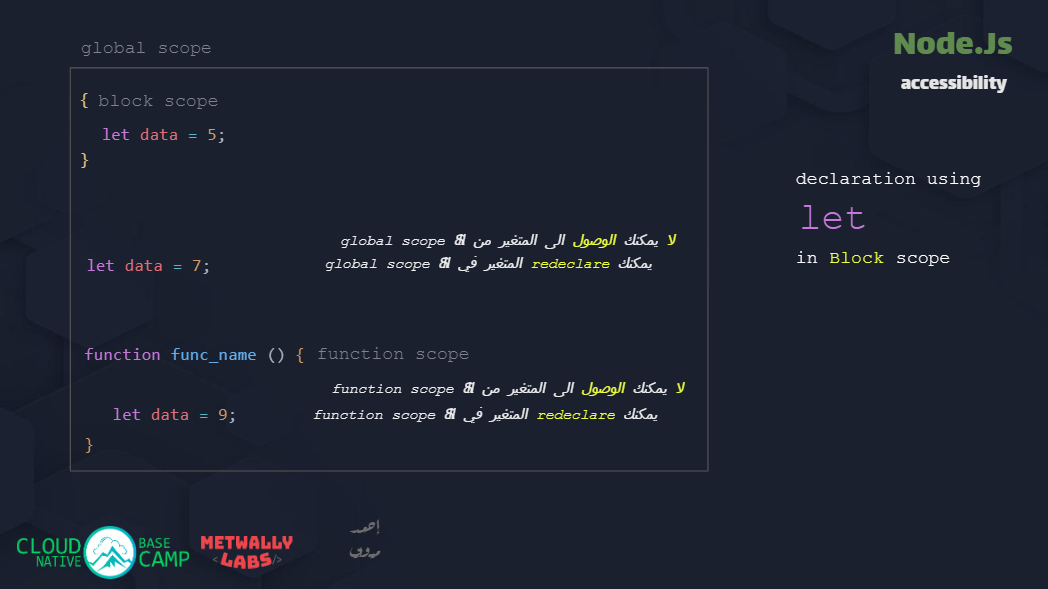 global scope
Node.Js
accessibility
{ block scope
let data = 5;
}
declaration using
let
in Block scope
لا يمكنك الوصول الى المتغير من ال global scope
let data = 7;
يمكنك redeclare المتغير في ال global scope
function func_name () { function scope
لا يمكنك الوصول الى المتغير من ال function scope
let data = 9;
يمكنك redeclare المتغير في ال function scope
}
CLOUD NATIVE BASE CAMP
METWALLY
<LABS/>
أحمد